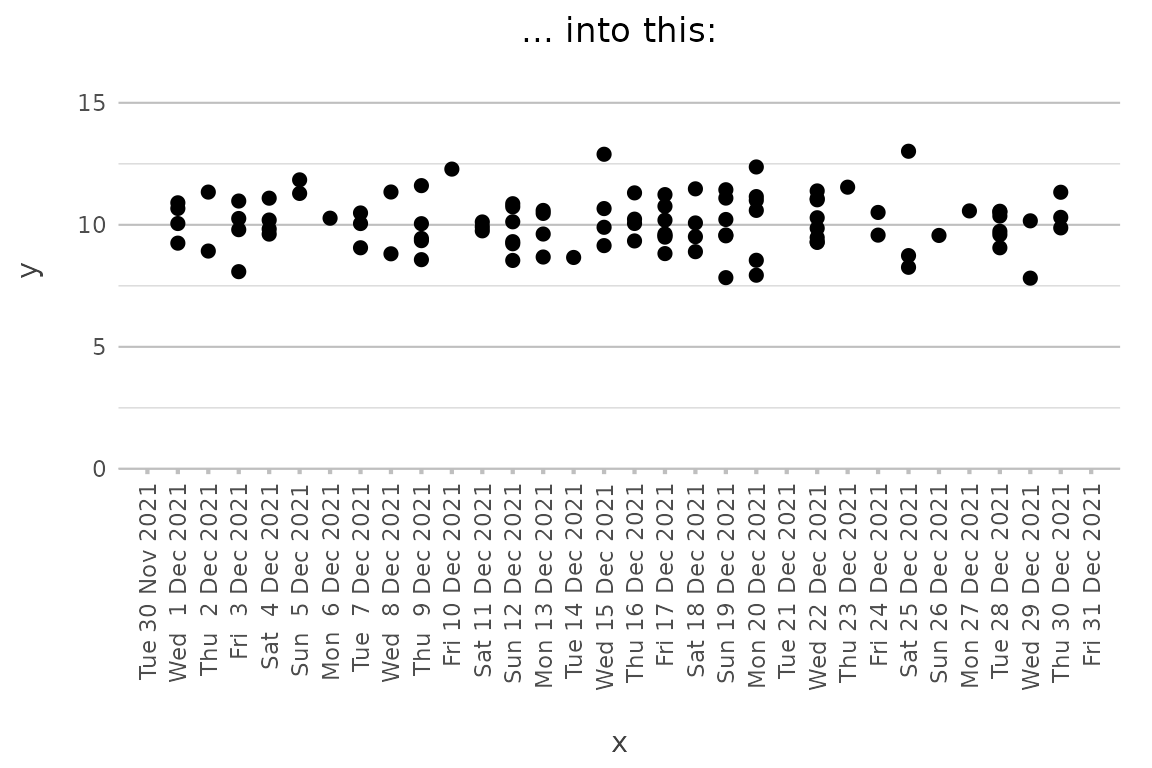 ... into this:
15
10
5
0
y
Tue 30 Nov 2021
Wed  1 Dec 2021
Thu  2 Dec 2021
Fri  3 Dec 2021
Sat  4 Dec 2021
Sun  5 Dec 2021
Mon  6 Dec 2021
Tue  7 Dec 2021
Wed  8 Dec 2021
Thu  9 Dec 2021
Fri 10 Dec 2021
Sat 11 Dec 2021
Sun 12 Dec 2021
Mon 13 Dec 2021
Tue 14 Dec 2021
Wed 15 Dec 2021
Thu 16 Dec 2021
Fri 17 Dec 2021
Sat 18 Dec 2021
Sun 19 Dec 2021
Mon 20 Dec 2021
Tue 21 Dec 2021
Wed 22 Dec 2021
Thu 23 Dec 2021
Fri 24 Dec 2021
Sat 25 Dec 2021
Sun 26 Dec 2021
Mon 27 Dec 2021
Tue 28 Dec 2021
Wed 29 Dec 2021
Thu 30 Dec 2021
Fri 31 Dec 2021
x